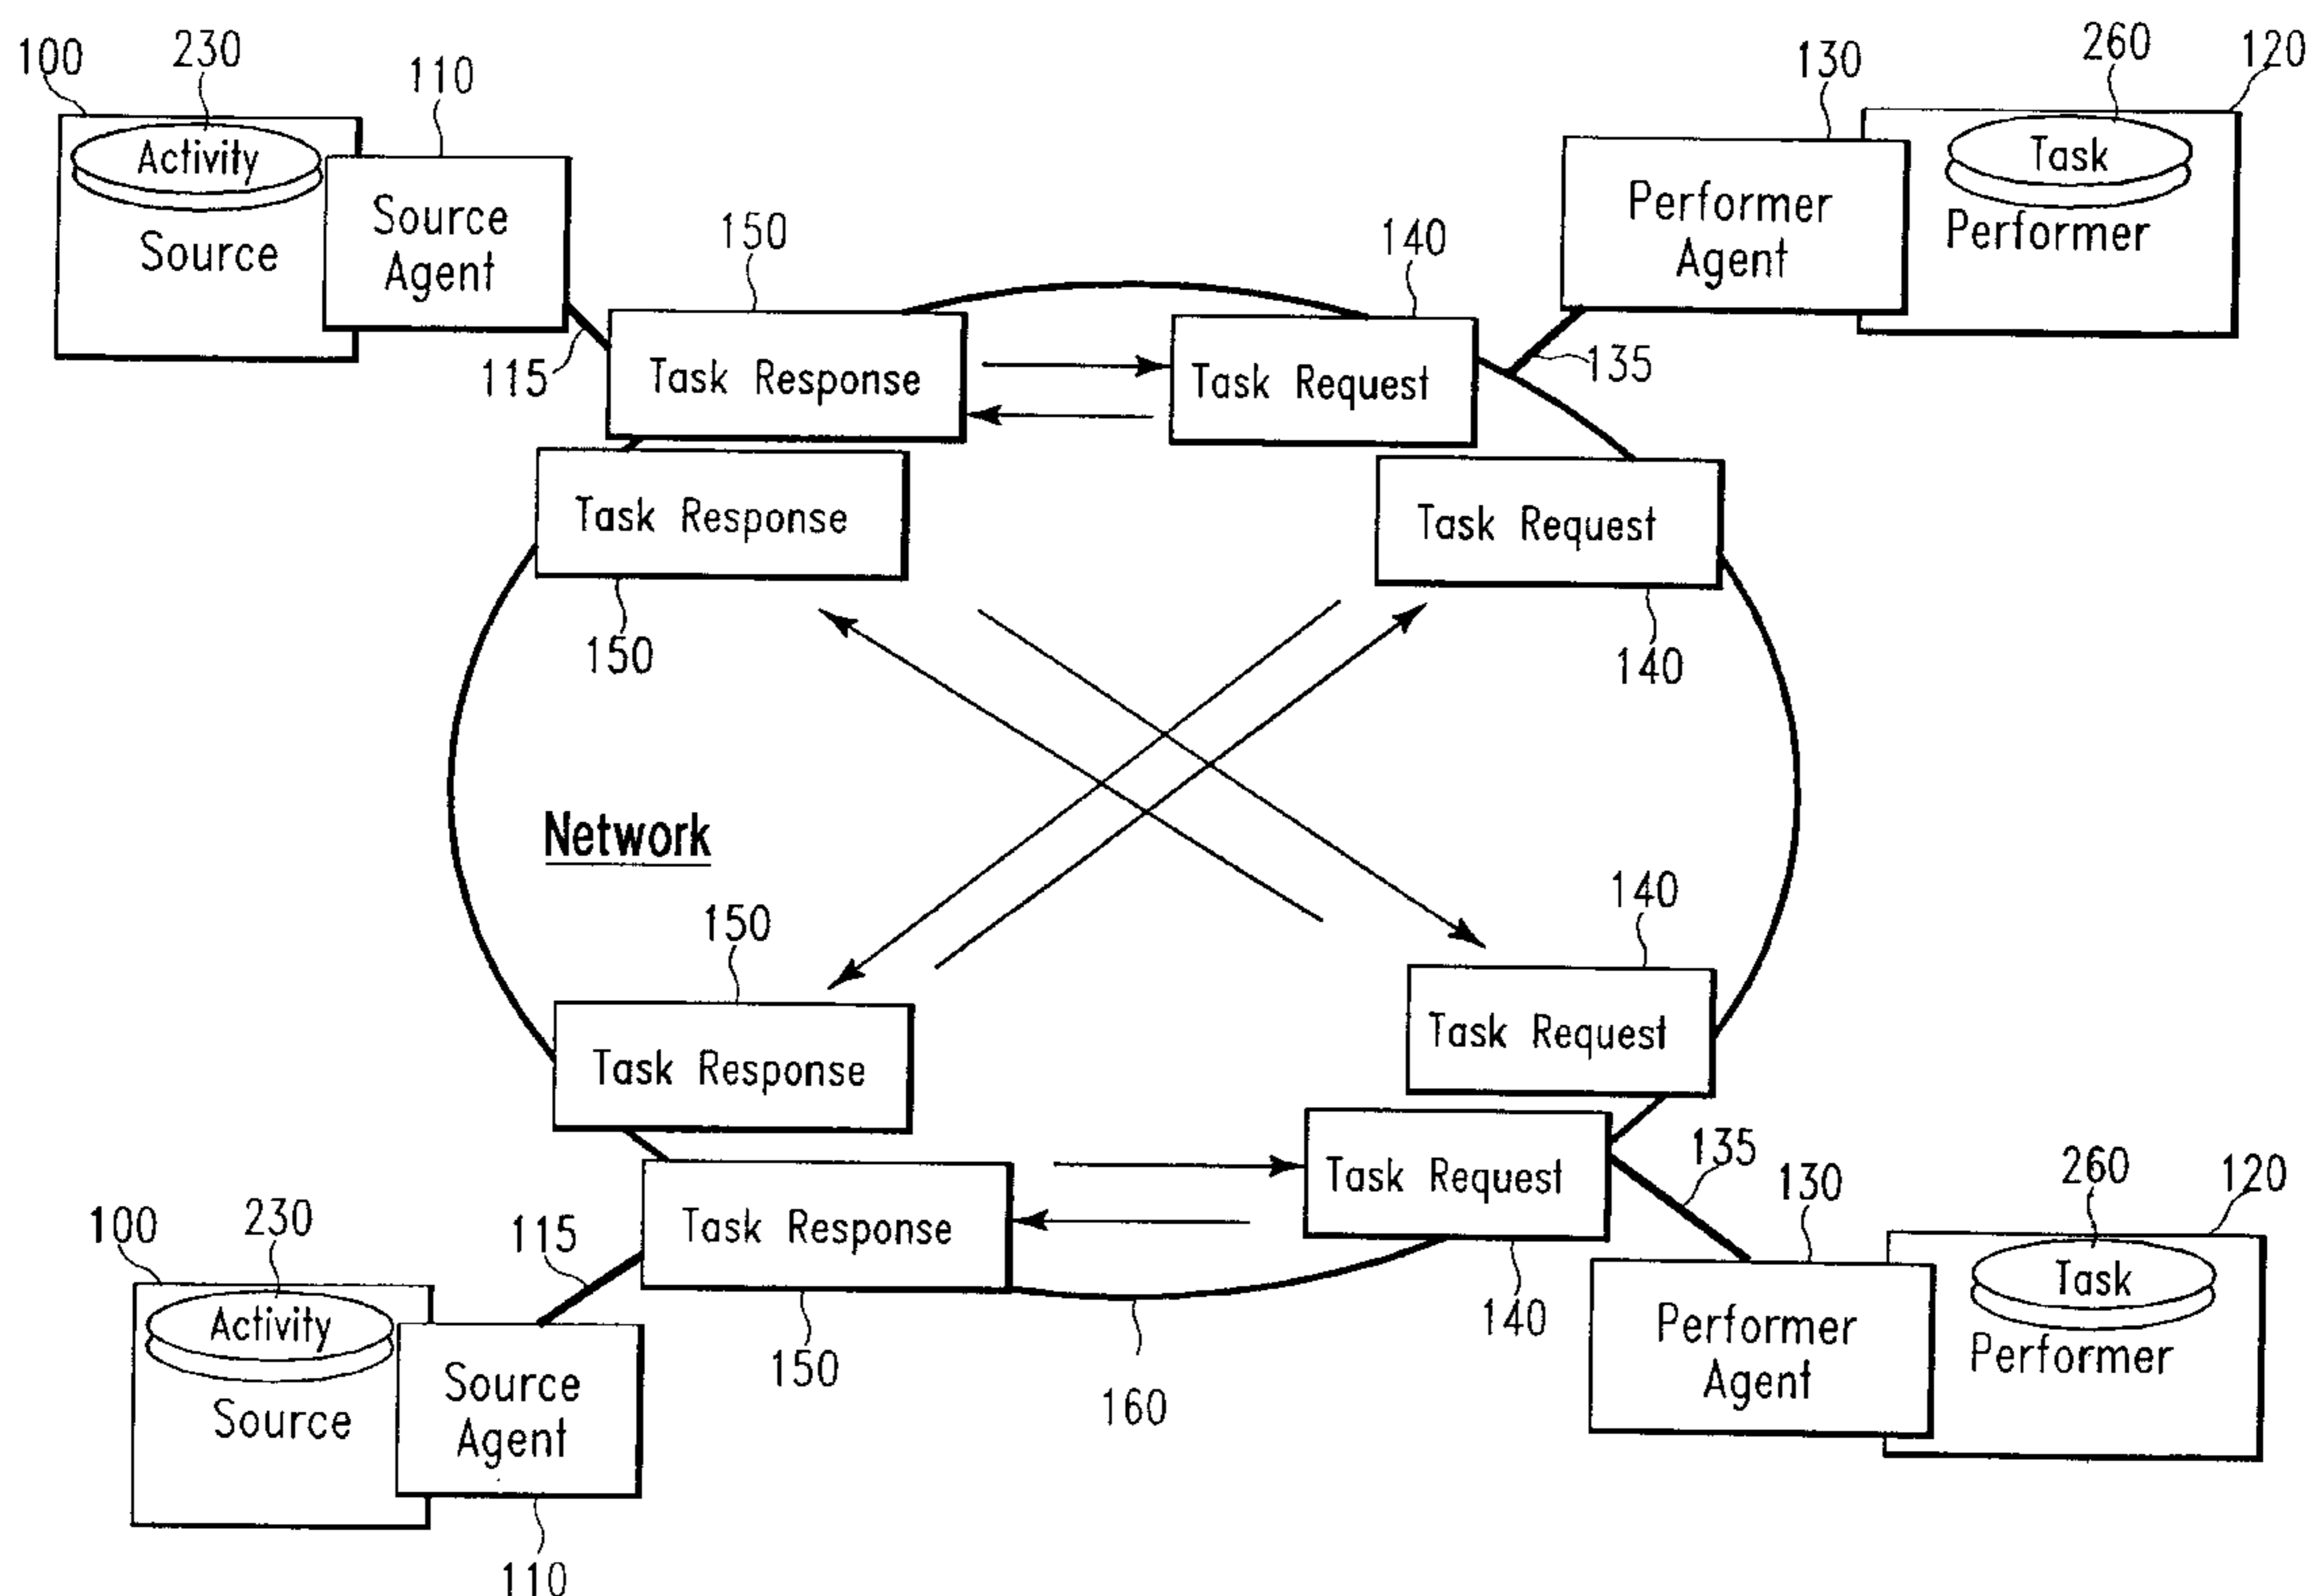 100
230
110
Activity
Source
Source
Agent
115
150
Task Response
140
Task Request
130
Performer
Agent
135
260
120
Task
Performer
Task Response
150
Task Request
140
Network
150
Task Response
140
Task Request
Task Response
150
Task Request
140
160
100
230
Activity
Source
115
Source
Agent
110
135
130
Performer
Agent
260
120
Task
Performer